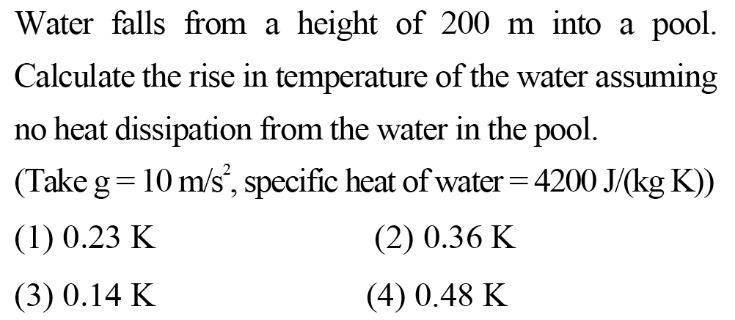 Water falls from a height of 200 m into a pool.
Calculate the rise in temperature of the water assuming
no heat dissipation from the water in the pool.
(Take g = 10 m/s², specific heat of water = 4200 J/(kg K))
(1) 0.23 K (2) 0.36 K
(3) 0.14 K (4) 0.48 K